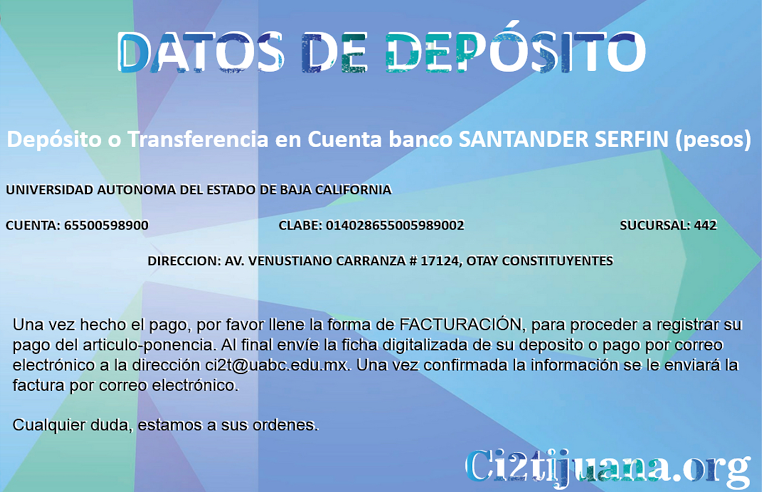 DATOS DE DEPÓSITO
Depósito o Transferencia en Cuenta banco SANTANDER SERFIN (pesos)
UNIVERSIDAD AUTONOMA DEL ESTADO DE BAJA CALIFORNIA
CUENTA: 65500598900 CLABE: 014028655005989002 SUCURSAL: 442
DIRECCION: AV. VENUSTIANO CARRANZA # 17124, OTAY CONSTITUYENTES
Una vez hecho el pago, por favor llene la forma de FACTURACIÓN, para proceder a registrar su
pago del articulo-ponencia. Al final envíe la ficha digitalizada de su deposito o pago por correo
electrónico a la dirección ci2t@uabc.edu.mx. Una vez confirmada la información se le enviará la
factura por correo electrónico.
Cualquier duda, estamos a sus ordenes.
Ci2tijuana.org